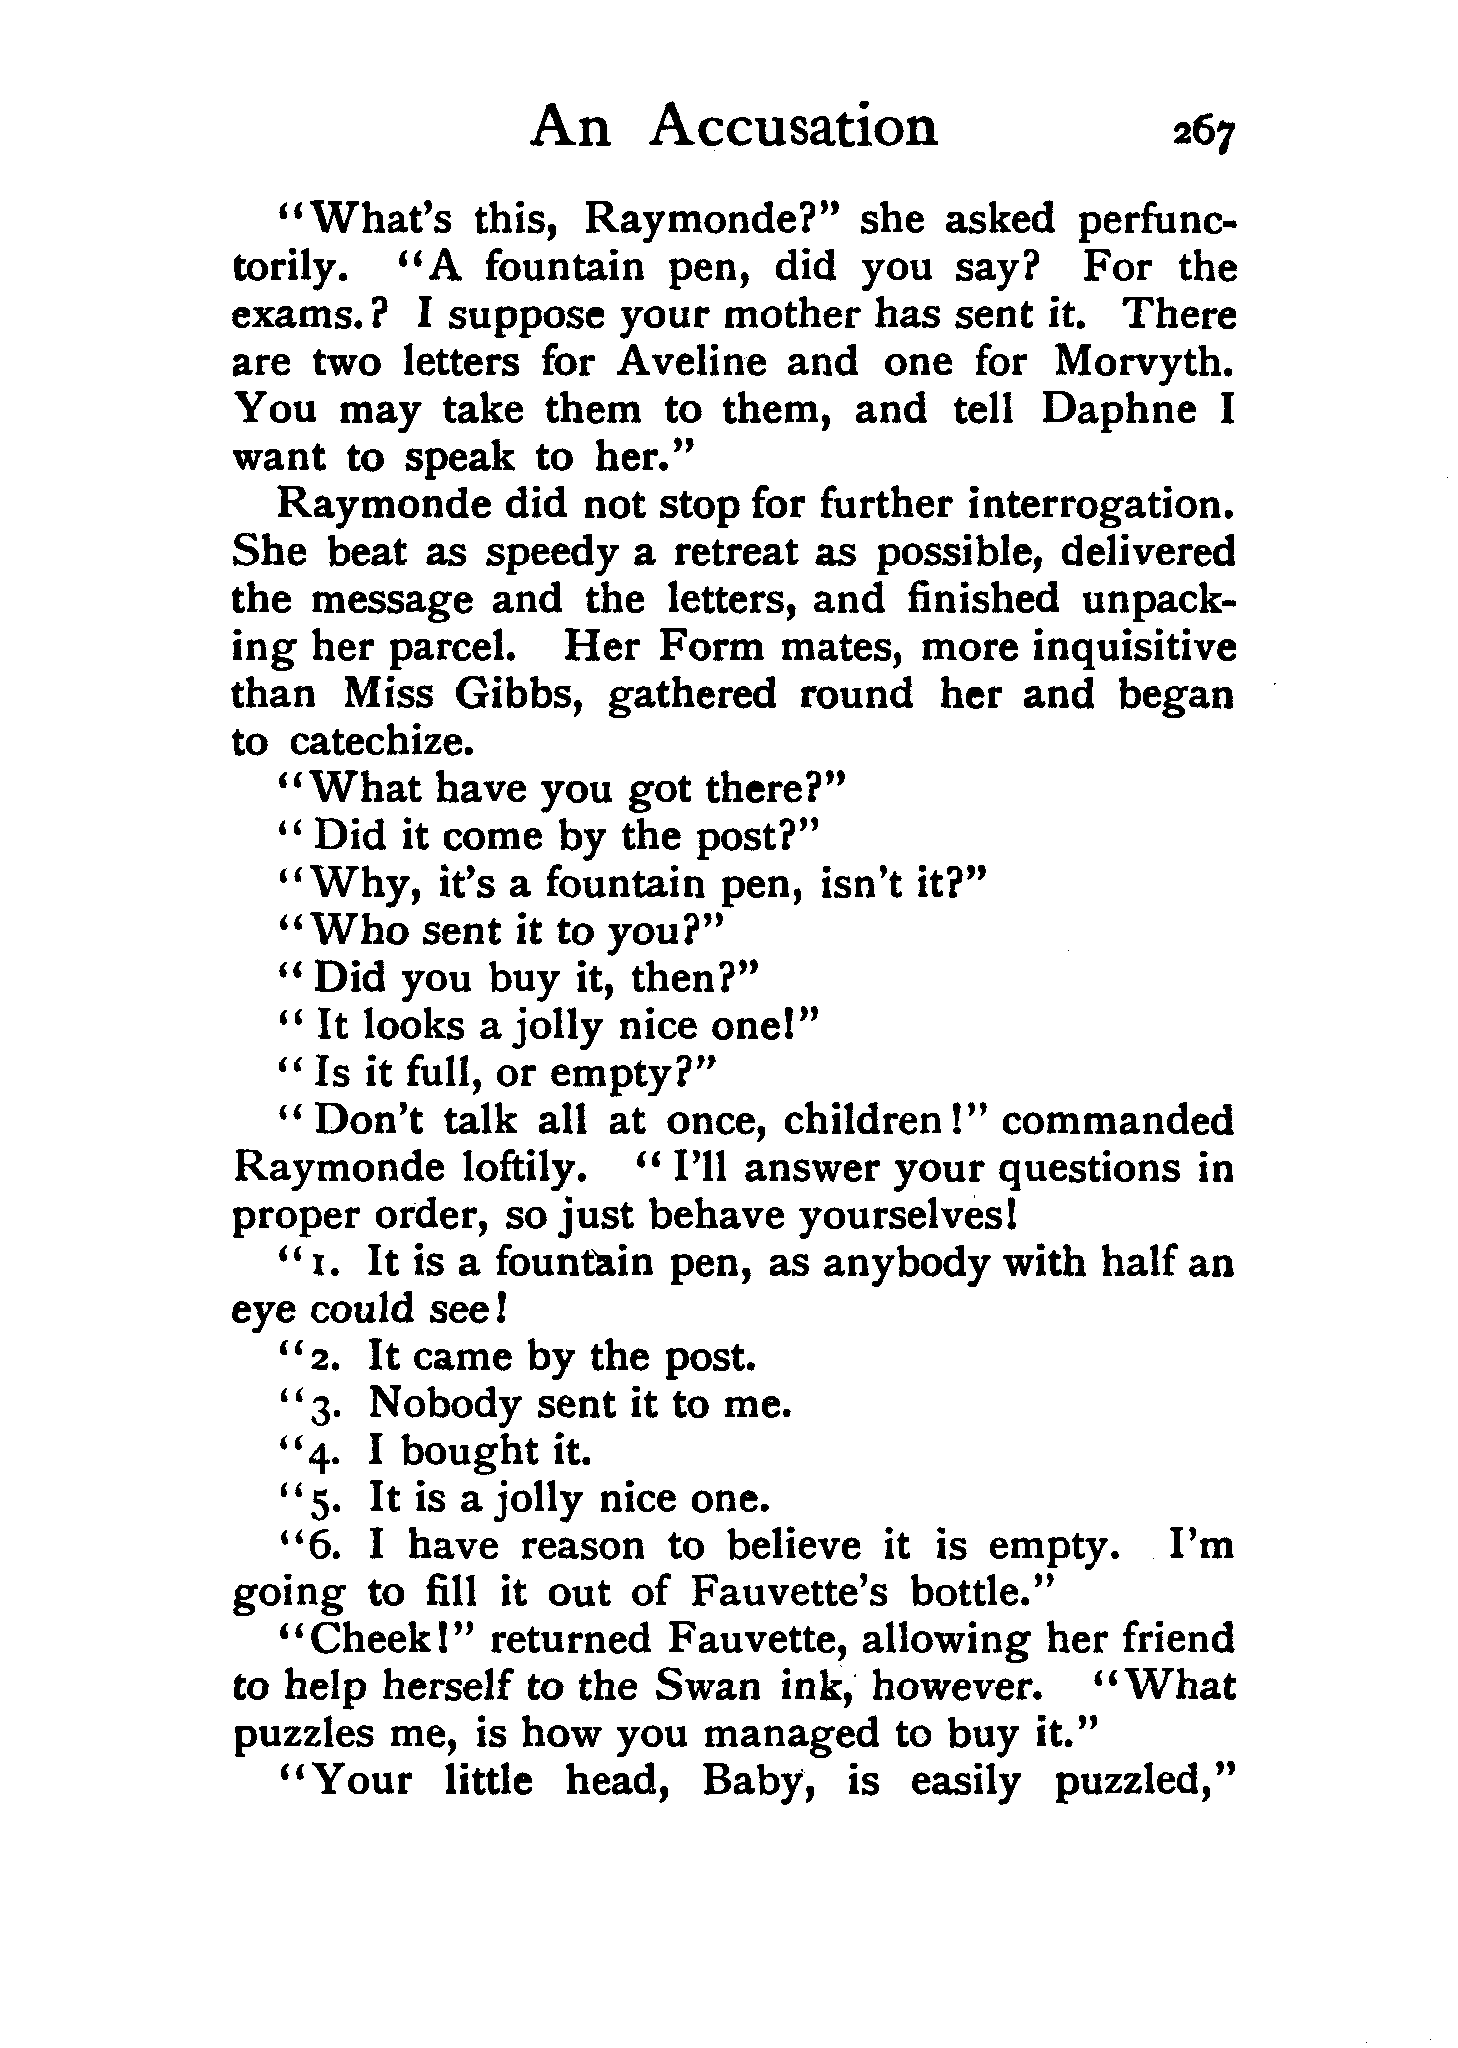 An Accusation 267
"What's this, Raymonde?" she asked perfunc-
torily. "A fountain pen, did you say? For the
exams.? I suppose your mother has sent it. There
are two letters for Aveline and one for Morvyth.
You may take them to them, and tell Daphne I
want to speak to her."
Raymonde did not stop for further interrogation.
She beat as speedy a retreat as possible, delivered
the message and the letters, and finished unpack-
ing her parcel. Her Form mates, more inquisitive
than Miss Gibbs, gathered round her and began
to catechize.
"What have you got there?"
"Did it come by the post?"
"Why, it's a fountain pen, isn't it?"
"Who sent it to you?"
"Did you buy it, then?"
"It looks a jolly nice one!"
"Is it full, or empty?"
"Don't talk all at once, children!" commanded
Raymonde loftily. "I'll answer your questions in
proper order, so just behave yourselves!
"1. It is a fountain pen, as anybody with half an
eye could see!
"2. It came by the post.
"3. Nobody sent it to me.
"4. I bought it.
"5. It is a jolly nice one.
"6. I have reason to believe it is empty. I'm
going to fill it out of Fauvette's bottle."
"Cheek!" returned Fauvette, allowing her friend
to help herself to the Swan ink, however. "What
puzzles me, is how you managed to buy it."
"Your little head, Baby, is easily puzzled,"